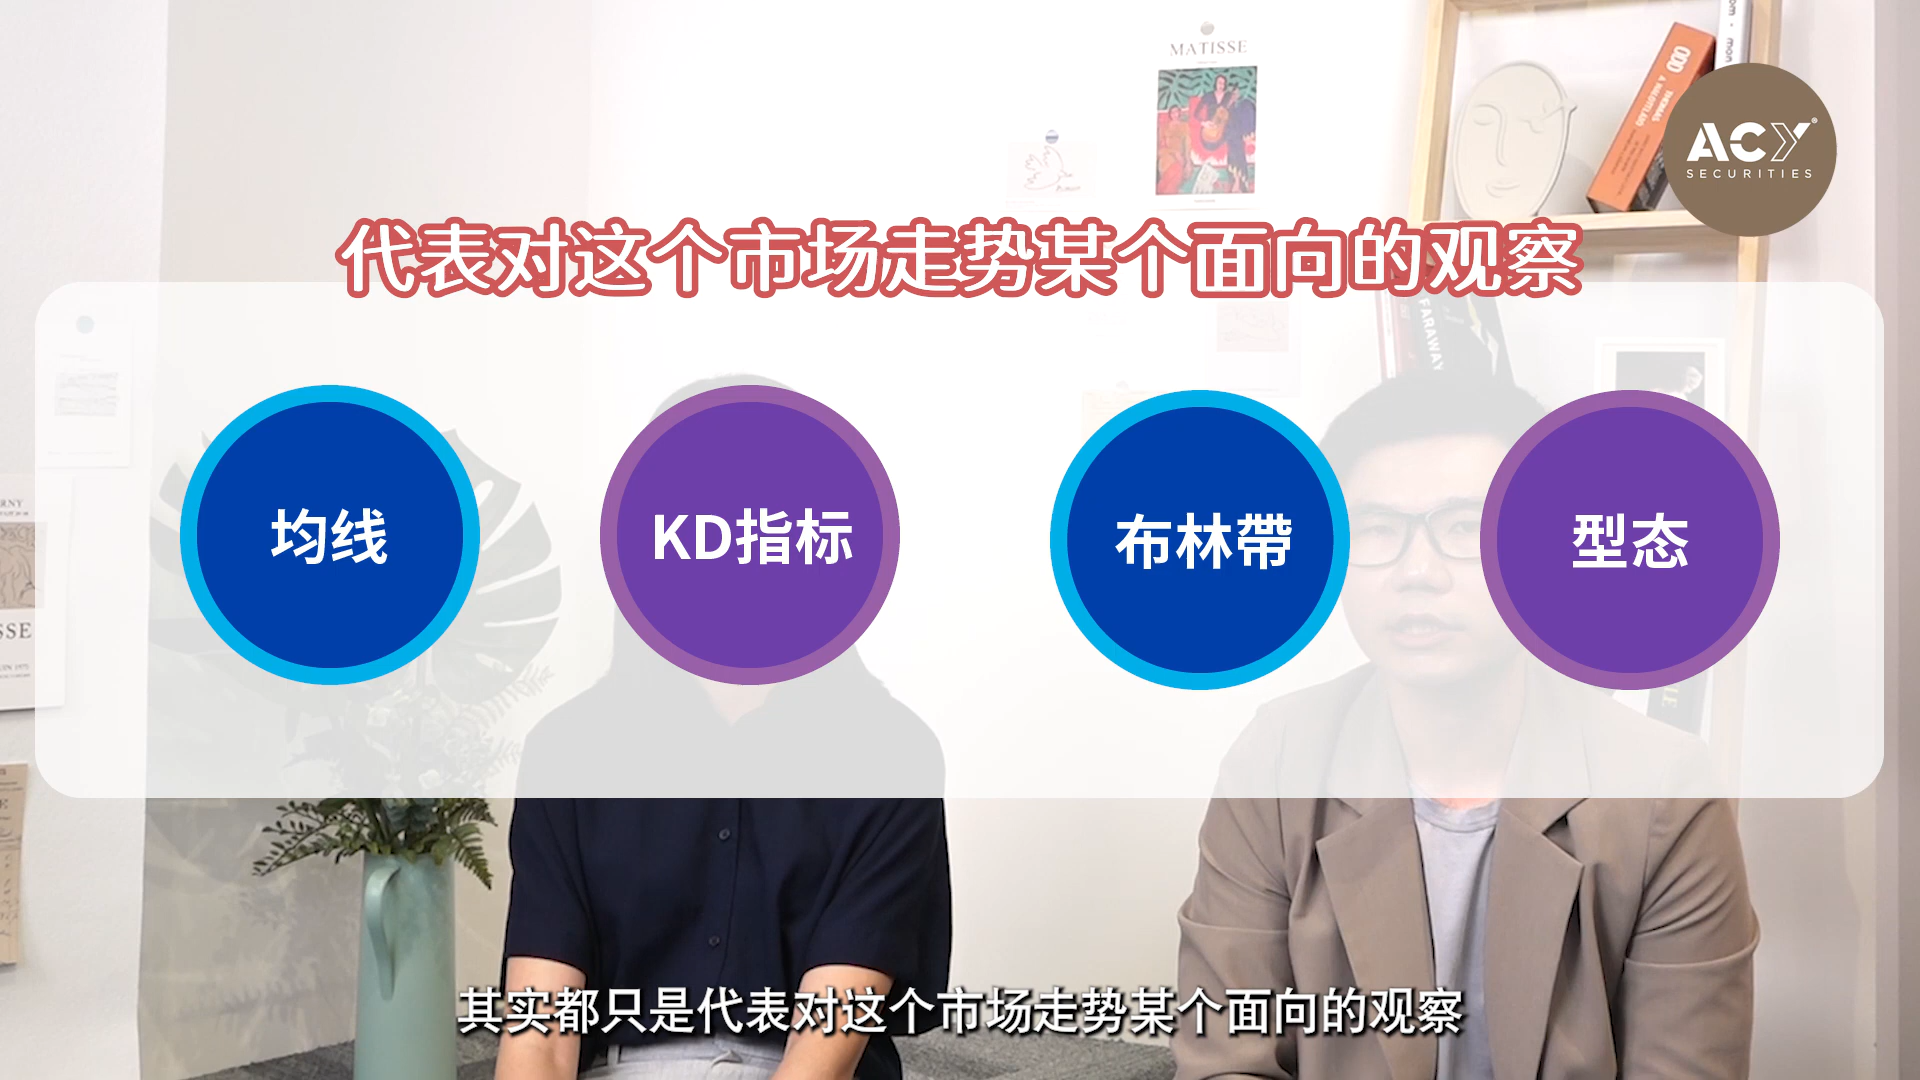 MATISSE
ACY
SECURITIES
代表对这个市场走势某个面向的观察
FARAWAY
均线
KD指标
布林帶
型态
其实都只是代表对这个市场走势某个面向的观察